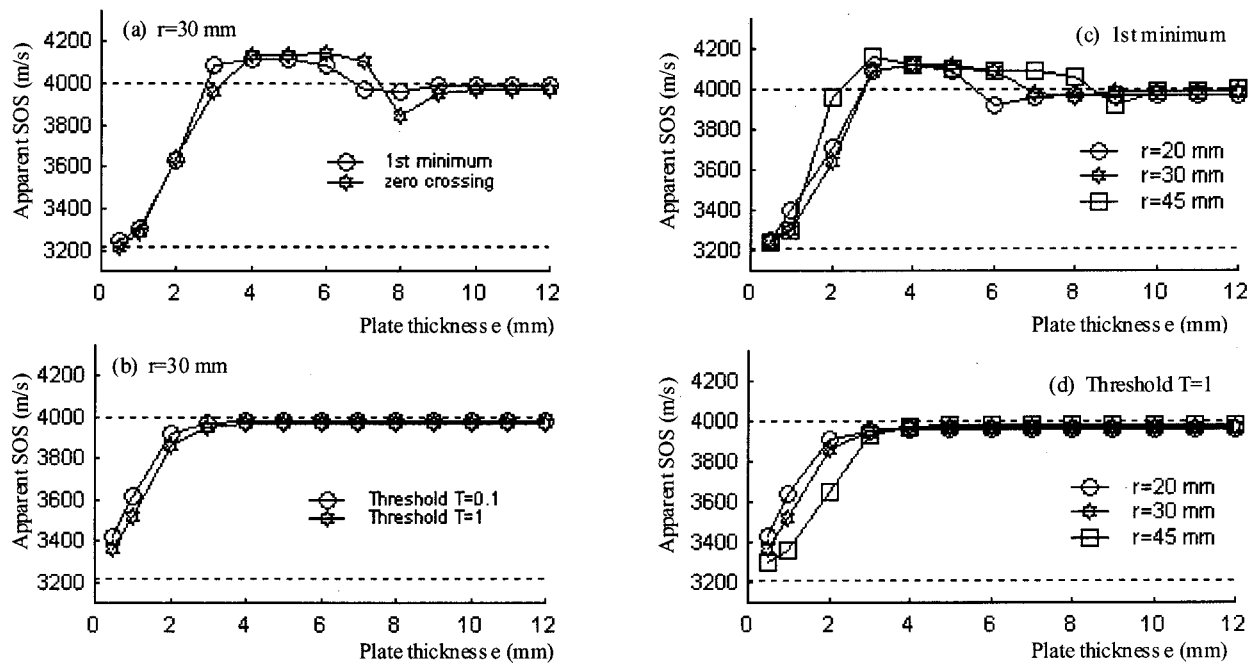 (a) r=30 mm
Apparent SOS (m/s)
4200
4000
3800
3600
3400
3200
1st minimum
zero crossing
0 2 4 6 8 10 12
Plate thickness e (mm)
(b) r=30 mm
Apparent SOS (m/s)
4200
4000
3800
3600
3400
3200
Threshold T=0.1
Threshold T=1
0 2 4 6 8 10 12
Plate thickness e (mm)
(c) 1st minimum
Apparent SOS (m/s)
4200
4000
3800
3600
3400
3200
r=20 mm
r=30 mm
r=45 mm
0 2 4 6 8 10 12
Plate thickness e (mm)
(d) Threshold T=1
Apparent SOS (m/s)
4200
4000
3800
3600
3400
3200
r=20 mm
r=30 mm
r=45 mm
0 2 4 6 8 10 12
Plate thickness e (mm)